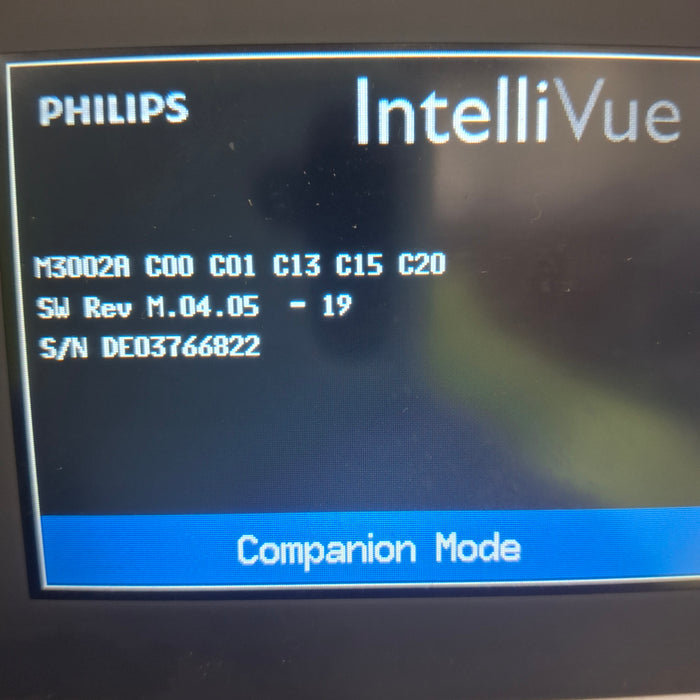 PHILIPS
IntelliVue
M3002A C00 C01 C13 C15 C20
SW Rev M.04.05 - 19
S/N DE03766822
Companion Mode